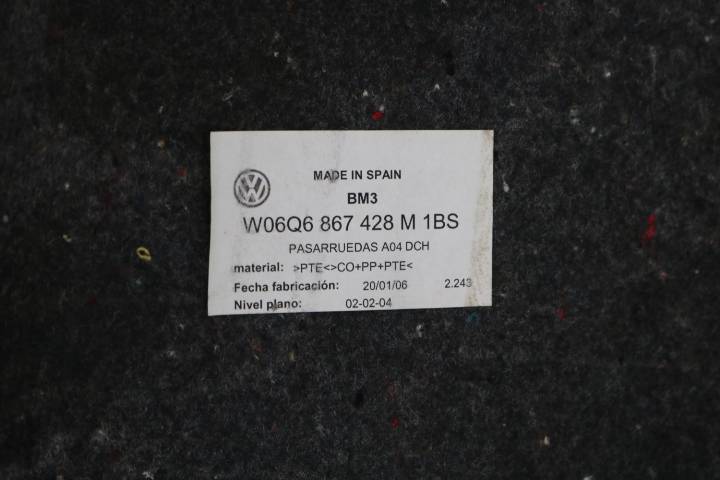 MADE IN SPAIN
BM3
W06Q6 867 428 M 1BS
PASARRUEDAS A04 DCH
material: >PTE<>CO+PP+PTE<
Fecha fabricación: 20/01/06 2.243
Nivel plano: 02-02-04